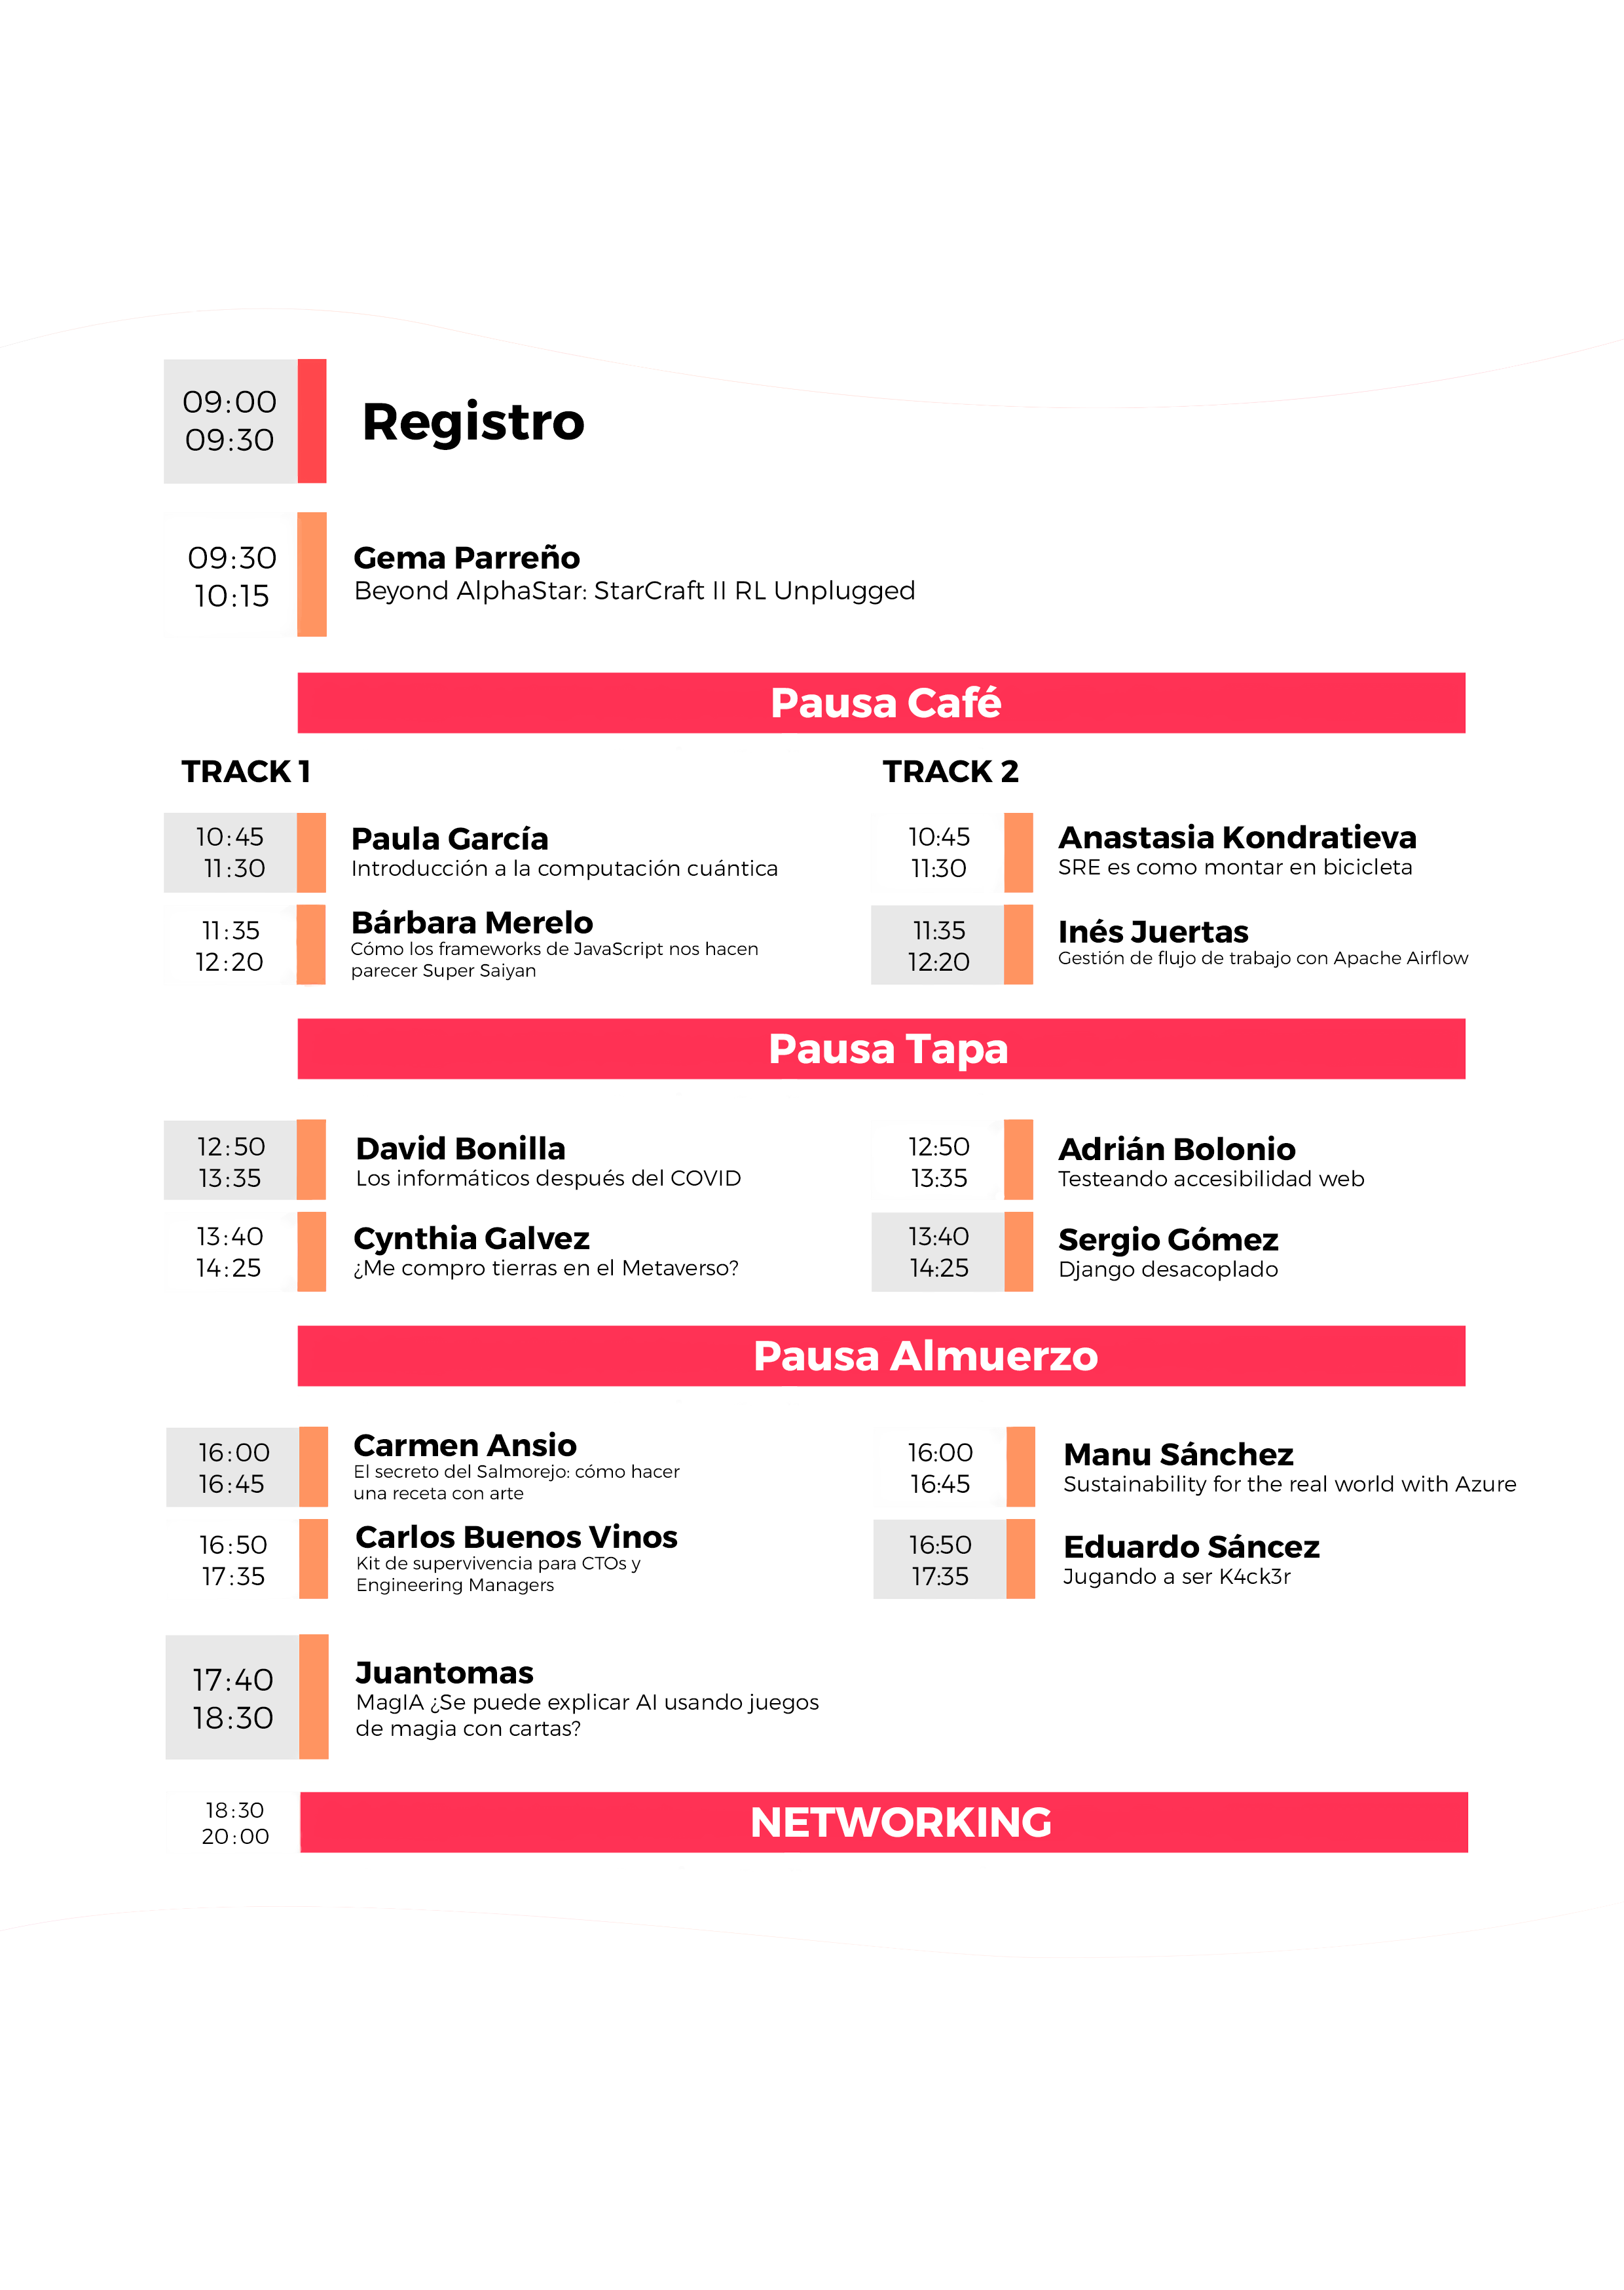 09:00
09:30
Registro
09:30
10:15
Gema Parreño
Beyond AlphaStar: StarCraft II RL Unplugged
Pausa Café
TRACK 1
10:45
11:30
Paula García
Introducción a la computación cuántica
11:35
12:20
Bárbara Merelo
Cómo los frameworks de JavaScript nos hacen
parecer Super Saiyan
TRACK 2
10:45
11:30
Anastasia Kondratieva
SRE es como montar en bicicleta
11:35
12:20
Inés Juertas
Gestión de flujo de trabajo con Apache Airflow
Pausa Tapa
12:50
13:35
David Bonilla
Los informáticos después del COVID
13:40
14:25
Cynthia Galvez
¿Me compro tierras en el Metaverso?
12:50
13:35
Adrián Bolonio
Testeando accesibilidad web
13:40
14:25
Sergio Gómez
Django desacoplado
Pausa Almuerzo
16:00
16:45
Carmen Ansio
El secreto del Salmorejo: cómo hacer
una receta con arte
16:50
17:35
Carlos Buenos Vinos
Kit de supervivencia para CTOs y
Engineering Managers
16:00
16:45
Manu Sánchez
Sustainability for the real world with Azure
16:50
17:35
Eduardo Sáncez
Jugando a ser K4ck3r
17:40
18:30
Juantomas
MagIA ¿Se puede explicar AI usando juegos
de magia con cartas?
18:30
20:00
NETWORKING